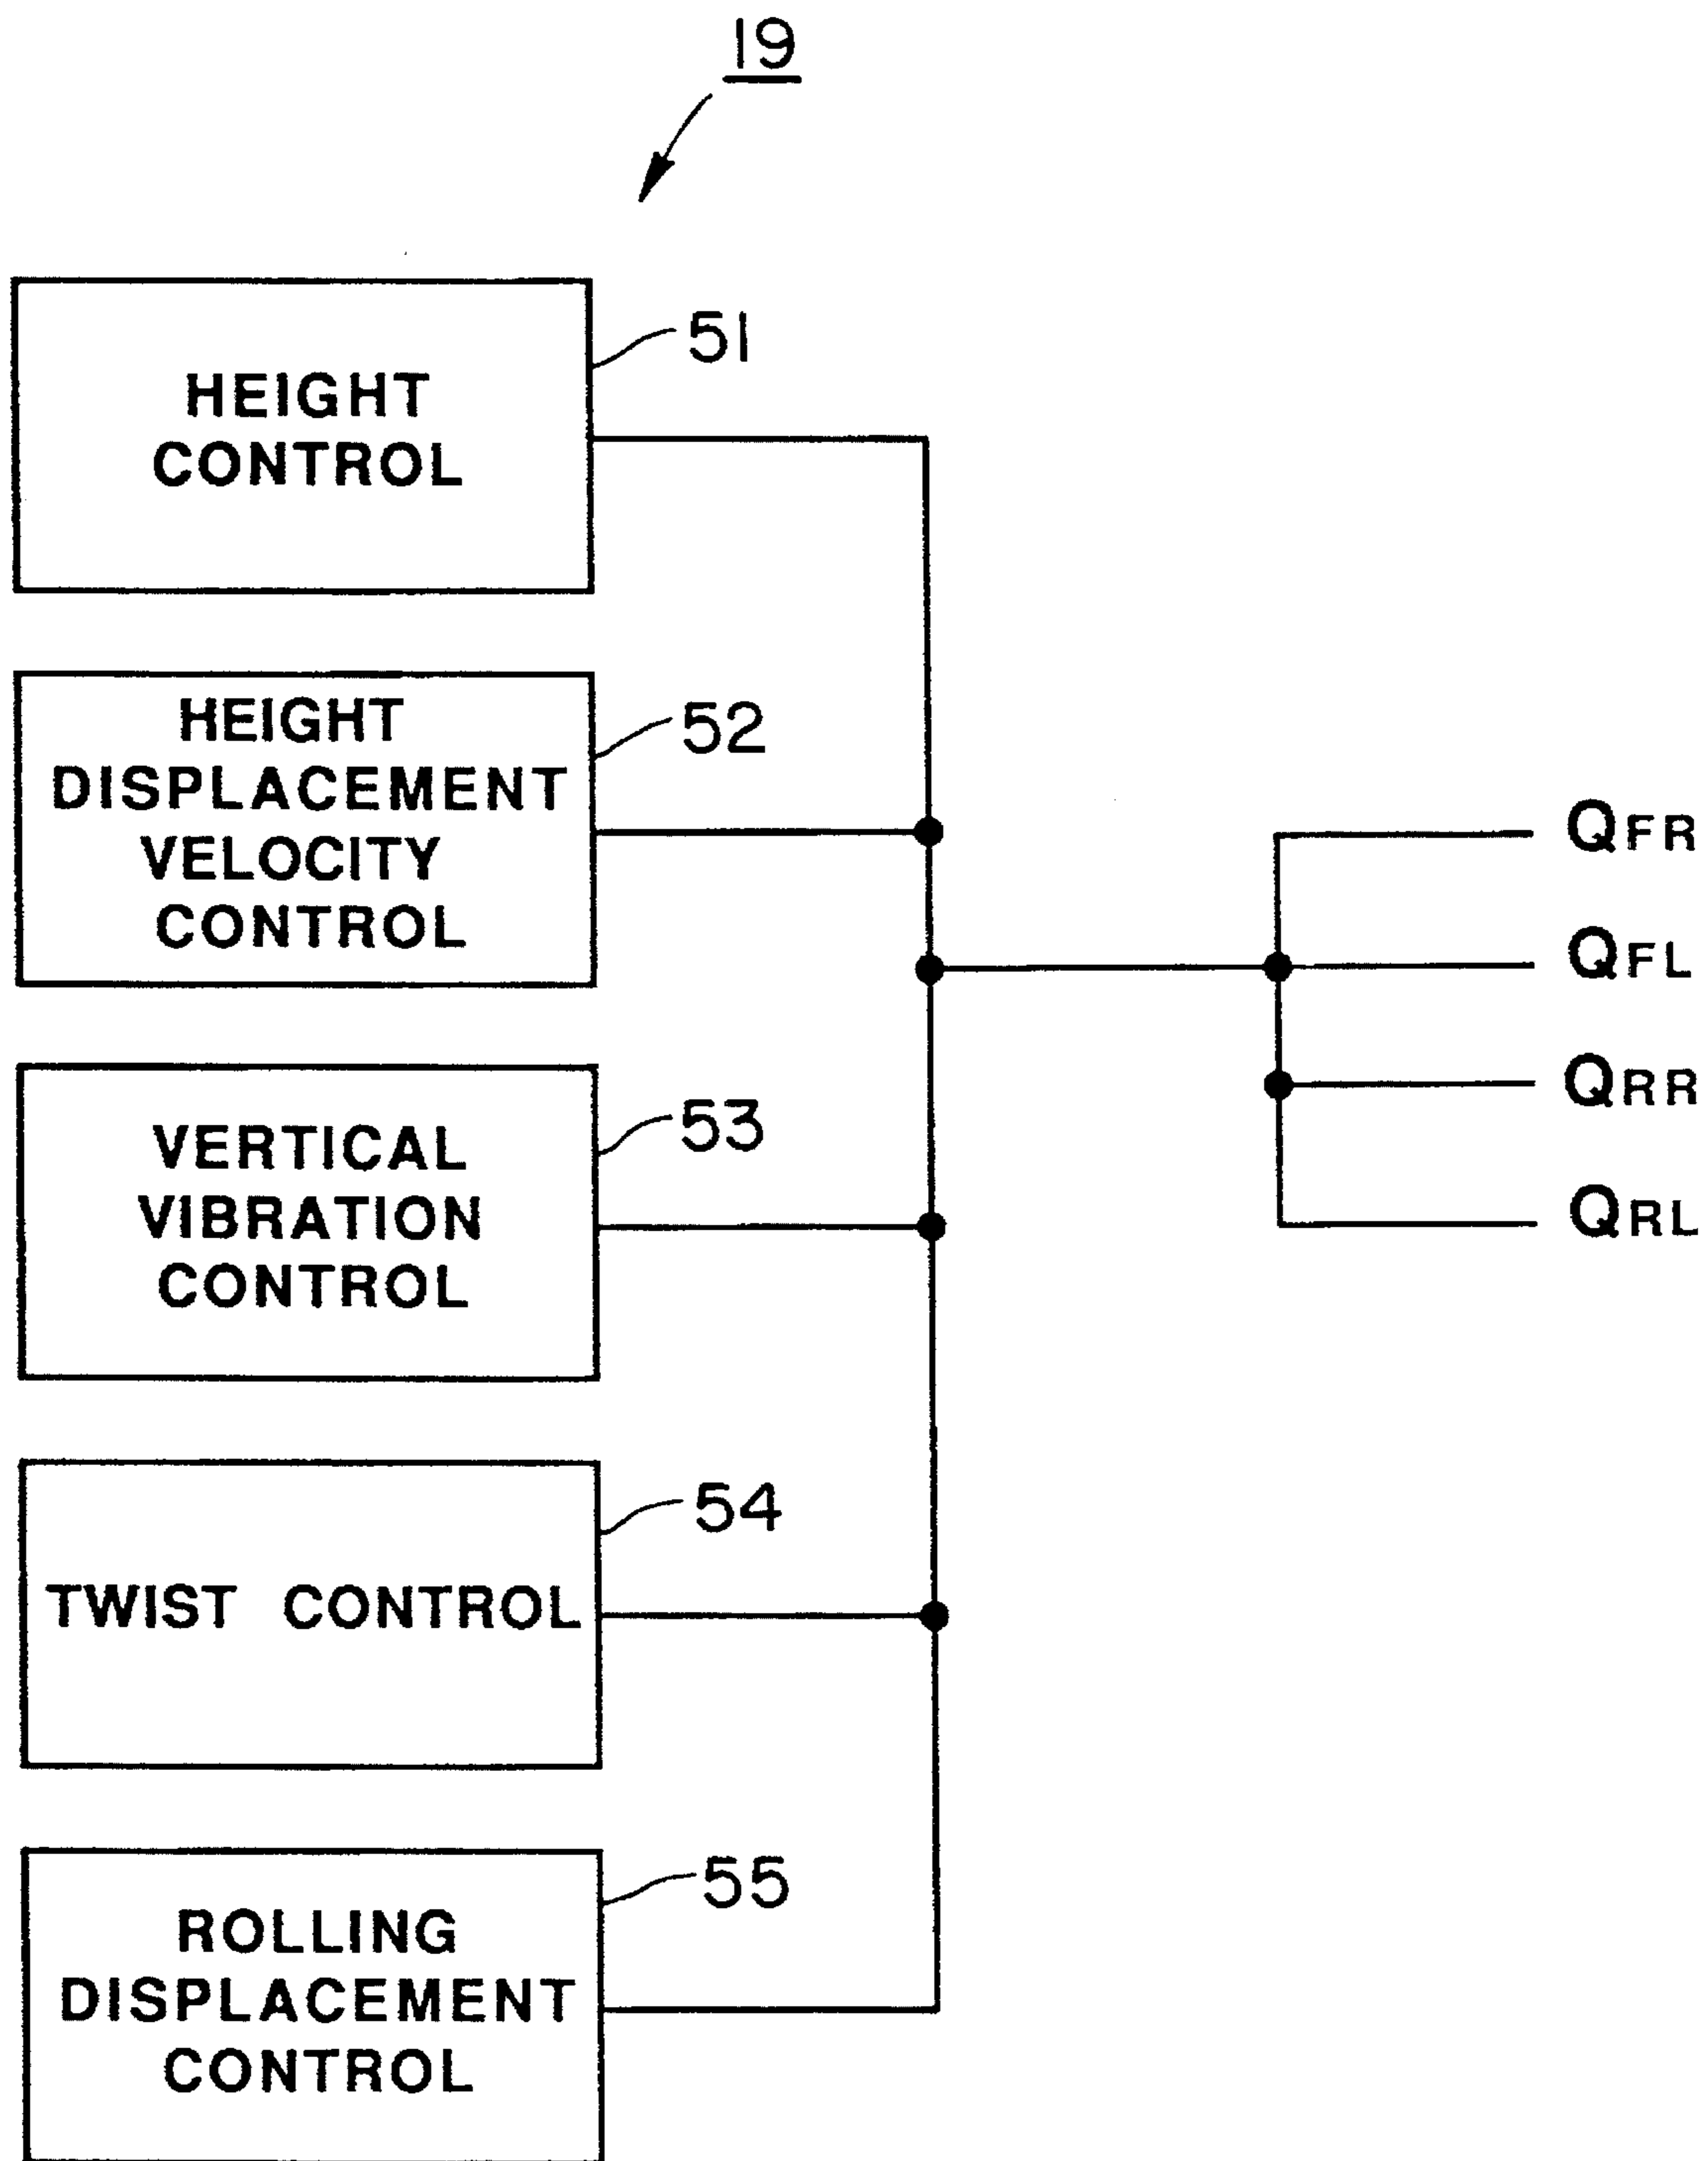 19
HEIGHT
CONTROL
51
HEIGHT
DISPLACEMENT
VELOCITY
CONTROL
52
VERTICAL
VIBRATION
CONTROL
53
TWIST CONTROL
54
ROLLING
DISPLACEMENT
CONTROL
55
QFR
QFL
QRR
QRL